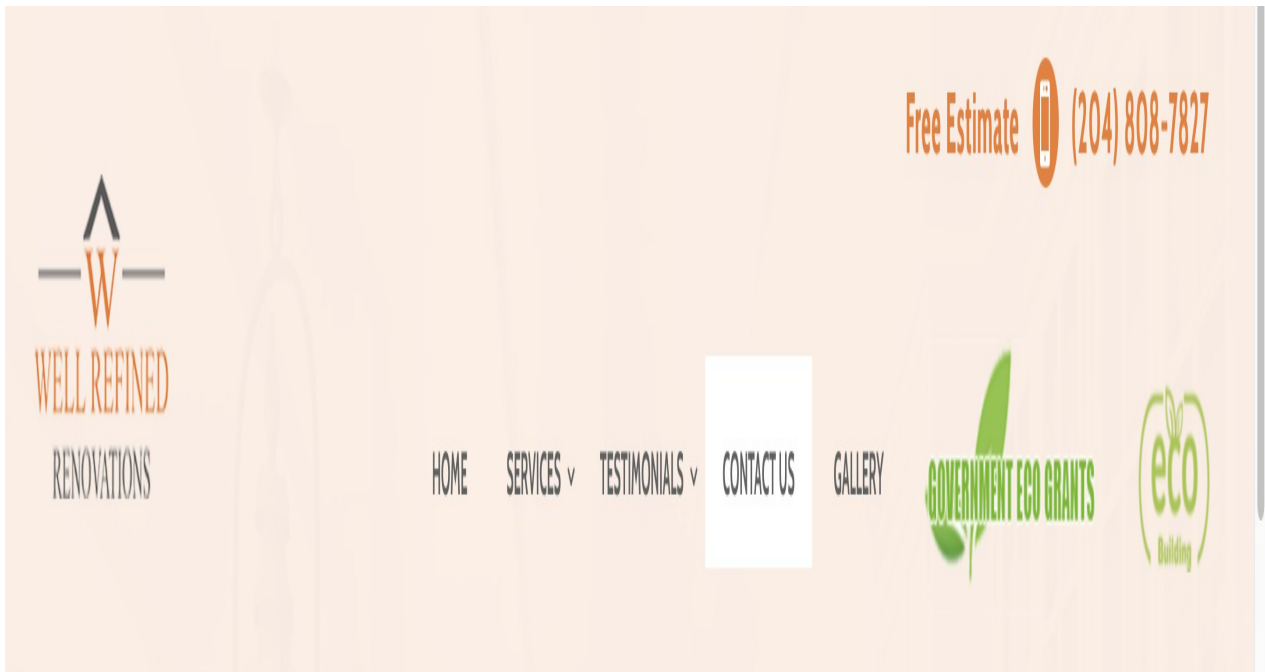 Free Estimate (204) 808-7827
W
WELL REFINED
RENOVATIONS
HOME SERVICES TESTIMONIALS CONTACT US GALLERY GOVERNMENT ECO GRANTS
eco
Building